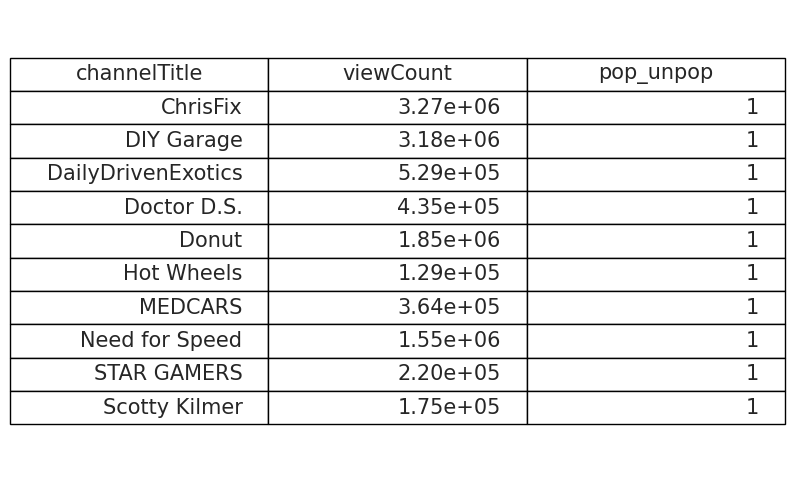 channelTitle viewCount pop_unpop
ChrisFix 3.27e+06 1
DIY Garage 3.18e+06 1
DailyDrivenExotics 5.29e+05 1
Doctor D.S. 4.35e+05 1
Donut 1.85e+06 1
Hot Wheels 1.29e+05 1
MEDCARS 3.64e+05 1
Need for Speed 1.55e+06 1
STAR GAMERS 2.20e+05 1
Scotty Kilmer 1.75e+05 1